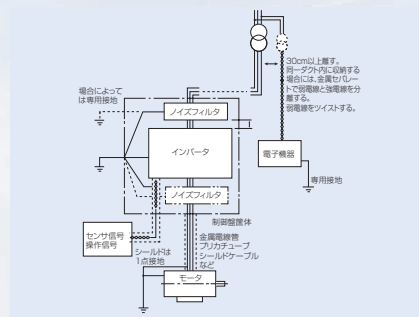 30cm以上離す。
同一ダクト内に収納する
場合には、金属セパレー
トで弱電線と強電線を分
離する。
弱電線をツイストする。
場合によって
は専用接地
ノイズフィルタ
インバータ
電子機器
専用接地
ノイズフィルタ
制御盤筐体
センサ信号
操作信号
シールドは
1点接地
金属電線管
プリカチューブ
シールドケーブル
など
モータ